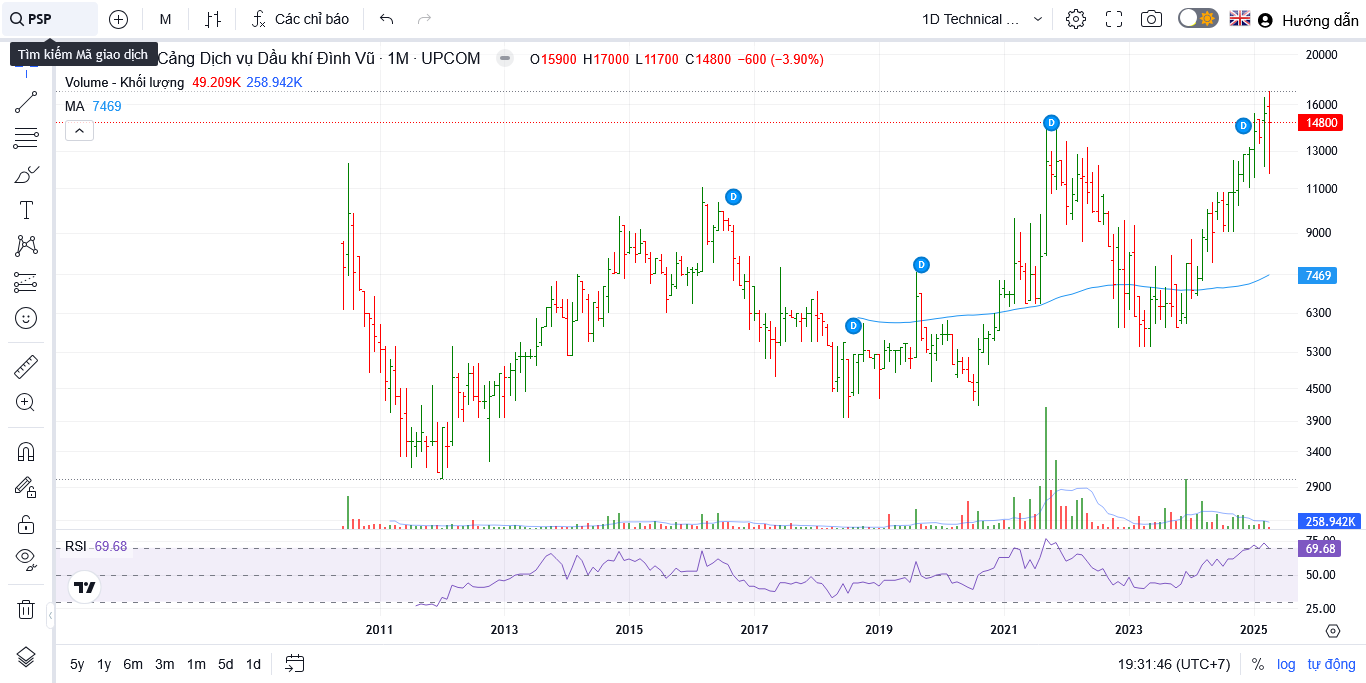 PSP
M
Các chỉ báo
1D Technical ...
Hướng dẫn
Tìm kiếm Mã giao dịch
Cảng Dịch vụ Dầu khí Đình Vũ · 1M · UPCOM
O15900 H17000 L11700 C14800 −600 (−3.90%)
Volume - Khối lượng 49.209K 258.942K
MA 7469
20000
16000
14800
13000
11000
9000
7469
6300
5300
4500
3900
3400
2900
258.942K
D
D
D
D
D
RSI 69.68
75.00
69.68
50.00
25.00
2011 2013 2015 2017 2019 2021 2023 2025
5y 1y 6m 3m 1m 5d 1d
19:31:46 (UTC+7)
% log tự động